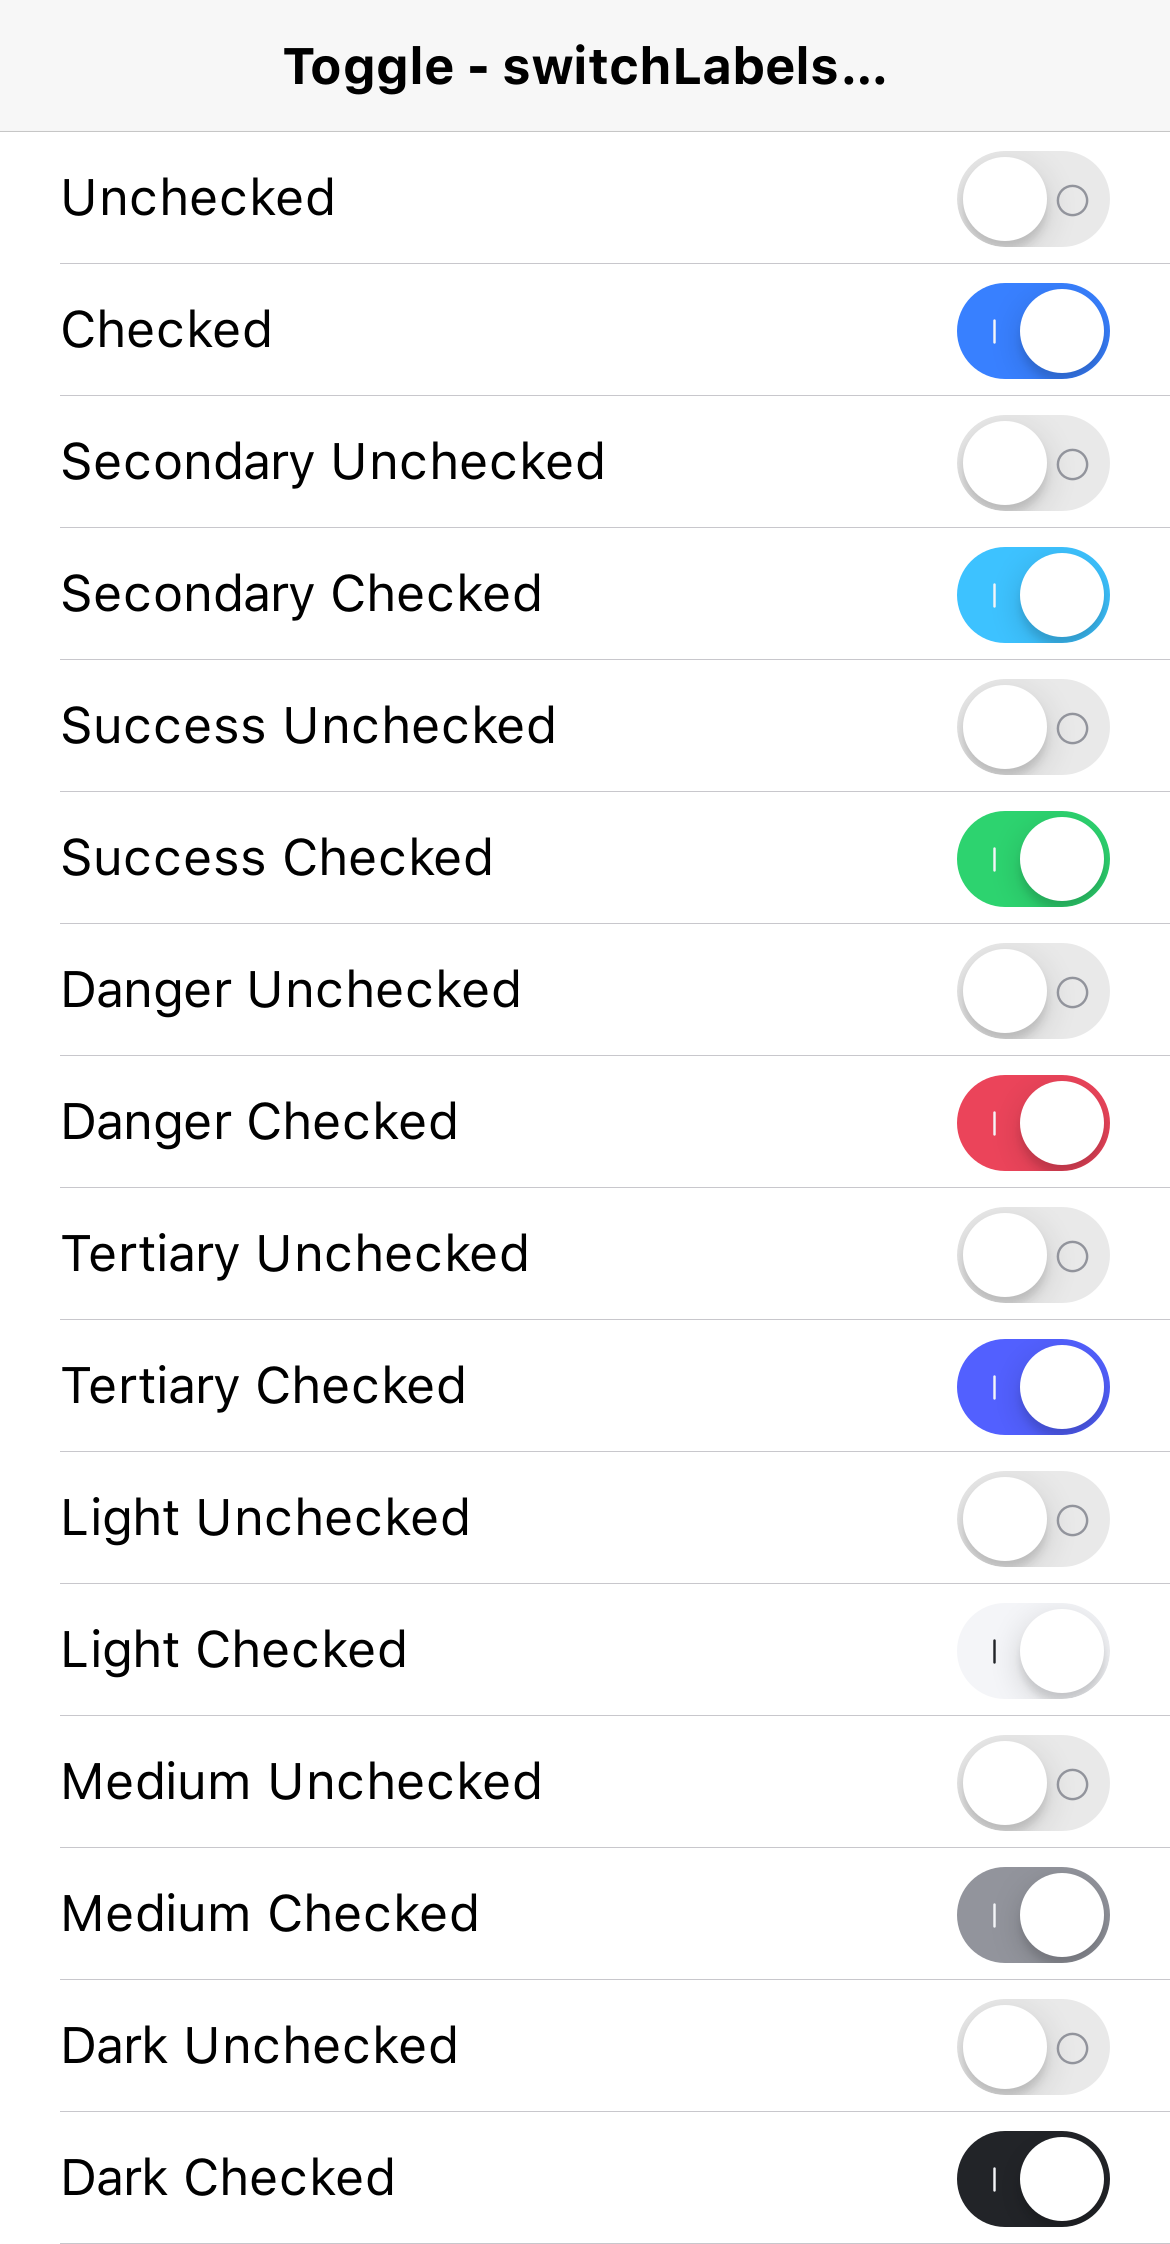 Toggle - switchLabels...
Unchecked
Checked
Secondary Unchecked
Secondary Checked
Success Unchecked
Success Checked
Danger Unchecked
Danger Checked
Tertiary Unchecked
Tertiary Checked
Light Unchecked
Light Checked
Medium Unchecked
Medium Checked
Dark Unchecked
Dark Checked